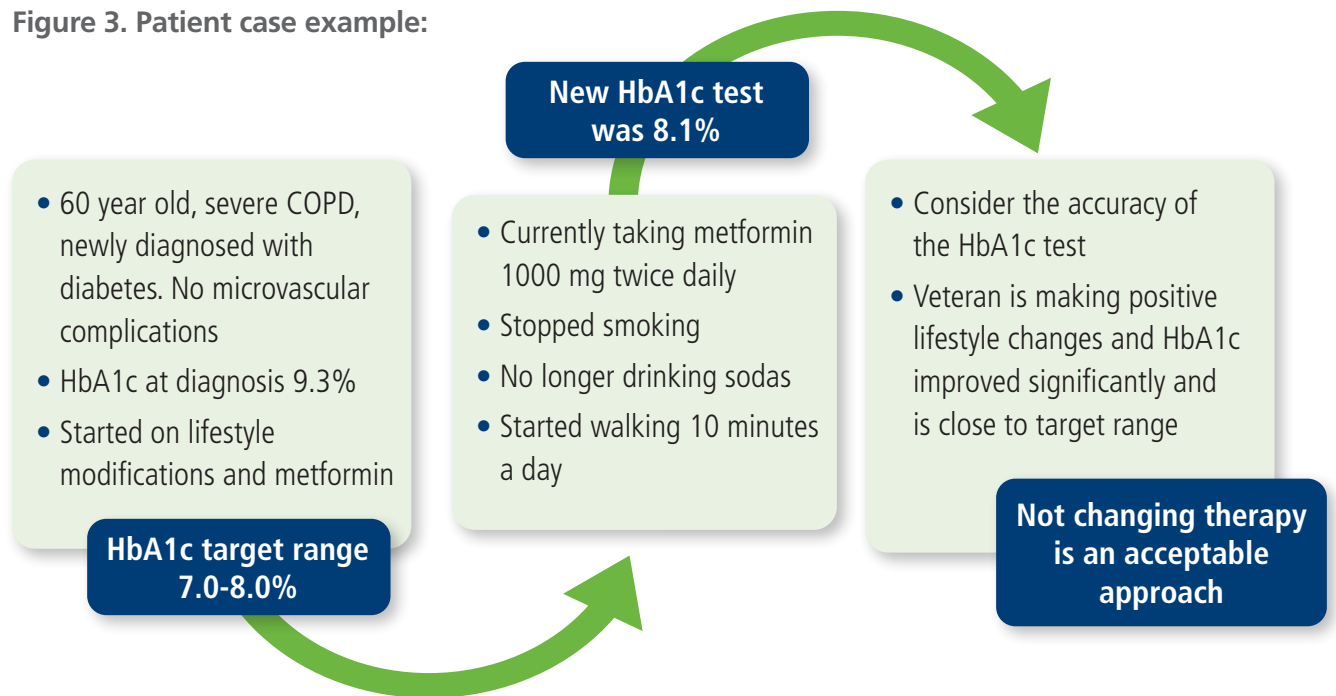 Figure 3. Patient case example:
• 60 year old, severe COPD,
newly diagnosed with
diabetes. No microvascular
complications
• HbA1c at diagnosis 9.3%
• Started on lifestyle
modifications and metformin
HbA1c target range
7.0-8.0%
New HbA1c test
was 8.1%
• Currently taking metformin
1000 mg twice daily
• Stopped smoking
• No longer drinking sodas
• Started walking 10 minutes
a day
• Consider the accuracy of
the HbA1c test
• Veteran is making positive
lifestyle changes and HbA1c
improved significantly and
is close to target range
Not changing therapy
is an acceptable
approach